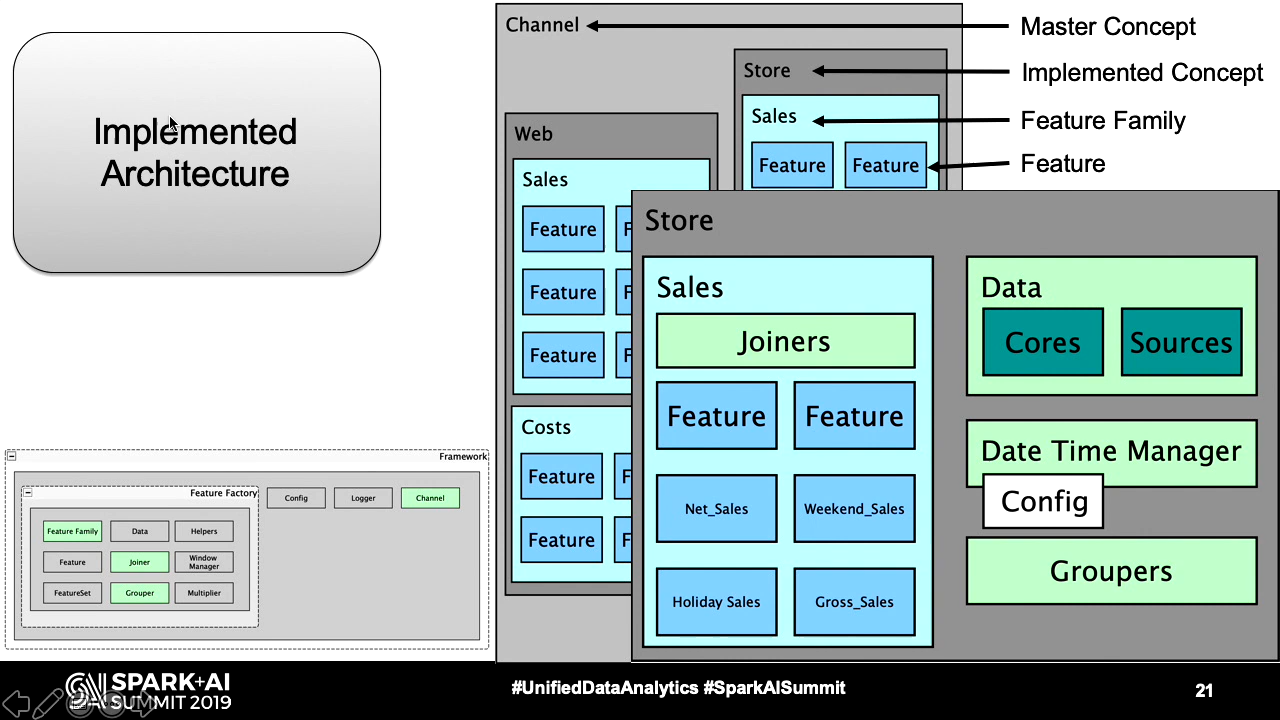 Implemented
Architecture
Channel
Master Concept
Store
Implemented Concept
Sales
Feature Family
Feature
Feature
Feature
Web
Sales
Feature
F
Feature
F
Feature
F
Costs
Feature
F
Feature
F
Store
Sales
Joiners
Feature
Feature
Net_Sales
Weekend_Sales
Holiday Sales
Gross_Sales
Data
Cores
Sources
Date Time Manager
Config
Groupers
Framework
Feature Factory
Config
Logger
Channel
Feature Family
Data
Helpers
Feature
Joiner
Window
Manager
FeatureSet
Grouper
Multiplier
SPARK+AI
SUMMIT 2019
#UnifiedDataAnalytics #SparkAISummit
21